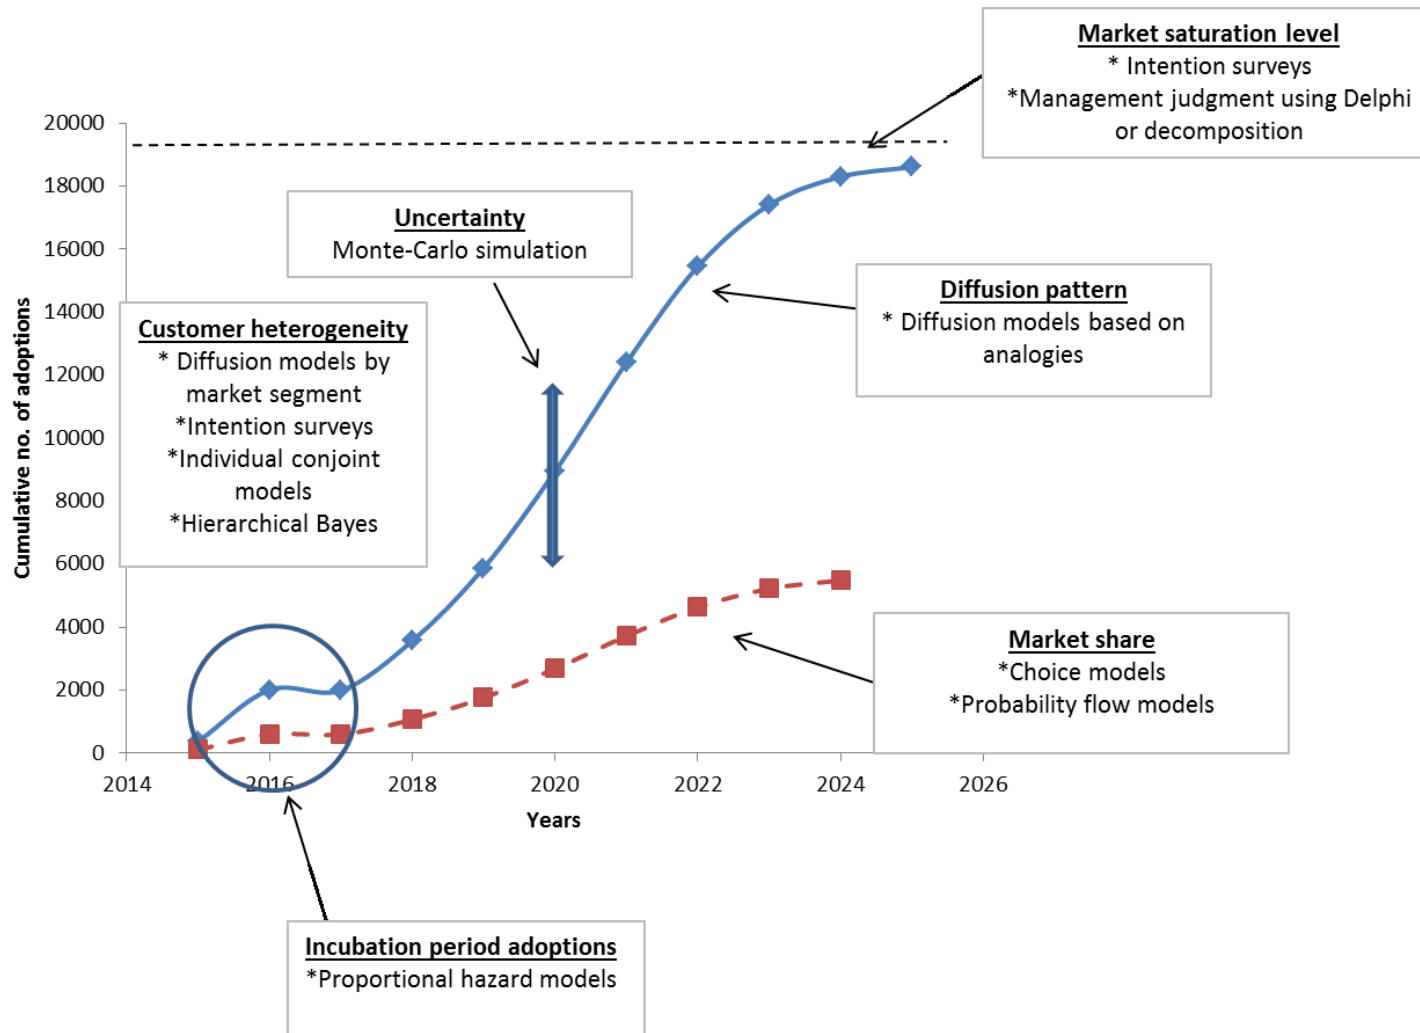 Market saturation level
* Intention surveys
*Management judgment using Delphi
or decomposition
Uncertainty
Monte-Carlo simulation
Diffusion pattern
* Diffusion models based on
analogies
Customer heterogeneity
* Diffusion models by
market segment
*Intention surveys
*Individual conjoint
models
*Hierarchical Bayes
Market share
*Choice models
*Probability flow models
Incubation period adoptions
*Proportional hazard models
Cumulative no. of adoptions
20000
18000
16000
14000
12000
10000
8000
6000
4000
2000
0
2014
2016
2018
2020
2022
2024
2026
Years